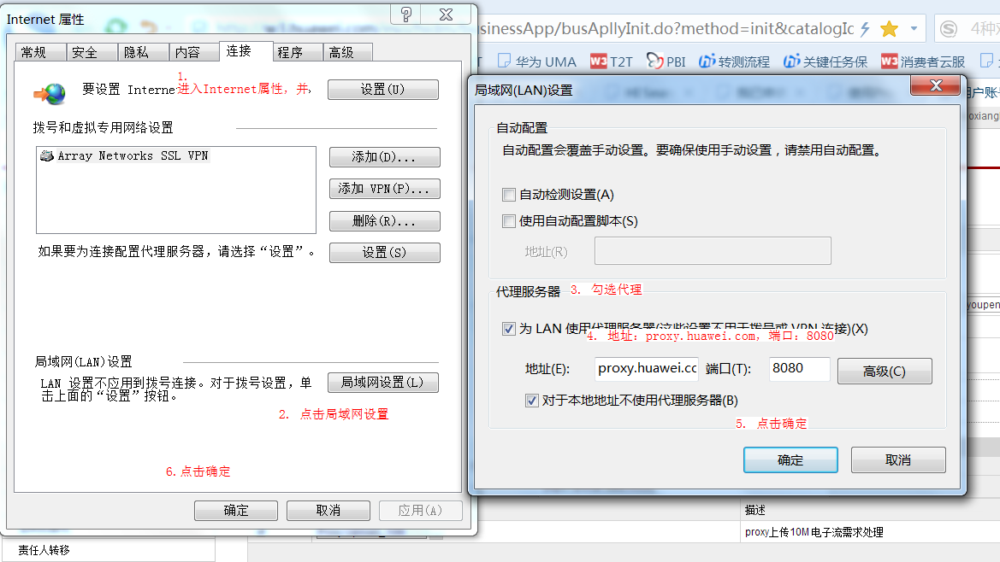 Internet 属性
常规
安全
隐私
内容
连接
程序
高级
1.
要设置 Interne
进入Internet属性，并，
设置(U)
拨号和虚拟专用网络设置
Array Networks SSL VPN
添加(D)...
添加 VPN(P)...
删除(R)...
如果要为连接配置代理服务器，请选择“设置”。
设置(S)
局域网(LAN)设置
LAN 设置不应用到拨号连接。对于拨号设置，单
击上面的“设置”按钮。
局域网设置(L)
2. 点击局域网设置
6. 点击确定
确定
取消
应用(A)
责任人转移
sinessApp/busApllyInit.do?method=init&catalogIc
4种
华为 UMA
W3 T2T
PBI
hi 转测流程
hi 关键任务保
W3 消费者云服
局域网(LAN)设置
自动配置
自动配置会覆盖手动设置。要确保使用手动设置，请禁用自动配置。
自动检测设置(A)
使用自动配置脚本(S)
地址(R)
代理服务器
3. 勾选代理
为 LAN 使用代理服务器(这些设置不用于拨号或 VPN 连接)(X)
4. 地址：proxy.huawei.com，端口：8080
地址(E):
proxy.huawei.cc
端口(T):
8080
高级(C)
对于本地地址不使用代理服务器(B)
5. 点击确定
确定
取消
用户账号
oxiang
youpen
描述
proxy上传10M电子流需求处理